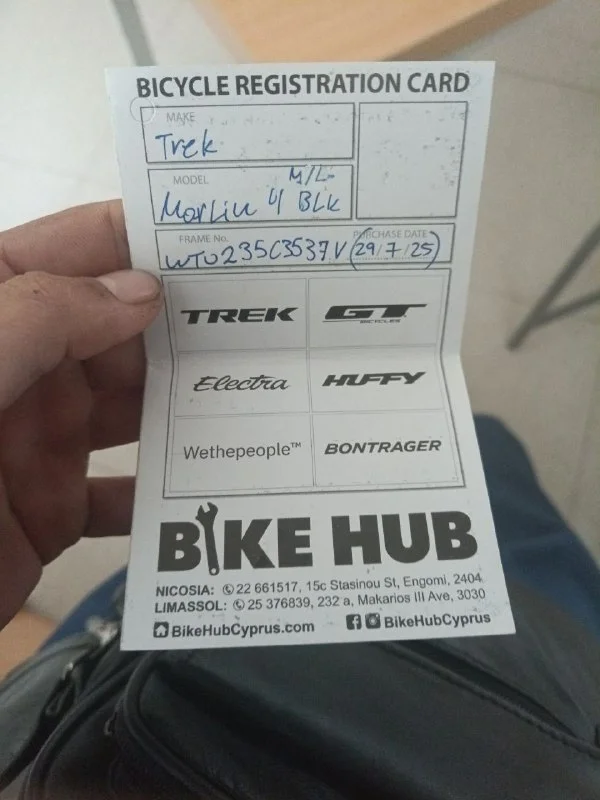 BICYCLE REGISTRATION CARD
MAKE
Trek
MODEL
M/L
Marlin 4 Blk
FRAME No.
PURCHASE DATE
WTU235C3537V (29/7/25)
TREK
GT
BICYCLES
Electra
HUFFY
Wethepeople™
BONTRAGER
BIKE HUB
NICOSIA: 22 661517, 15c Stasinou St, Engomi, 2404
LIMASSOL: 25 376839, 232 a, Makarios III Ave, 3030
BikeHubCyprus.com
BikeHubCyprus